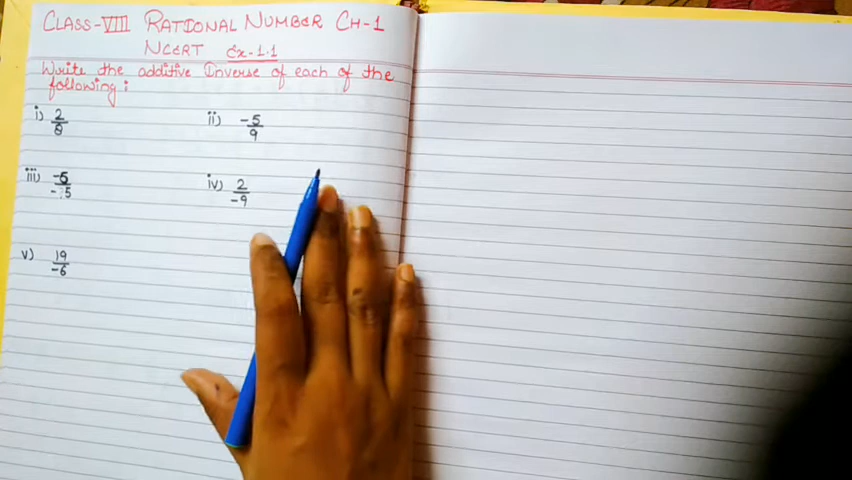 CLASS-VIII RATIONAL NUMBER CH-1
NCERT Ex-1.1
Write the additive Inverse of each of the
following:
i) 2/8 ii) -5/9
iii) -6/-5 iv) 2/-9
v) 19/-6